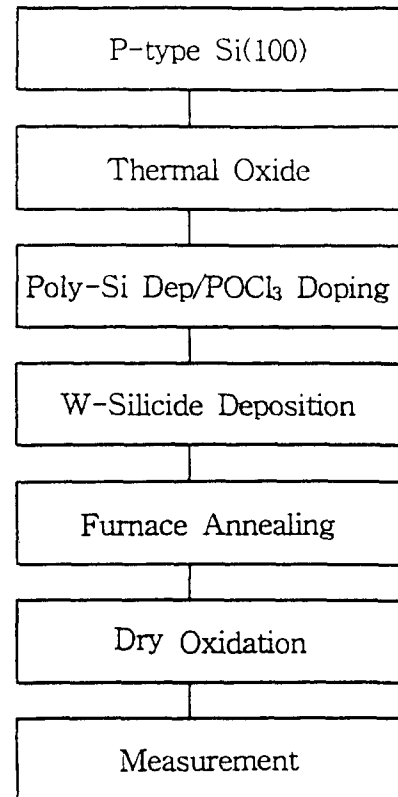 P-type Si(100)
Thermal Oxide
Poly-Si Dep/POCl₃ Doping
W-Silicide Deposition
Furnace Annealing
Dry Oxidation
Measurement